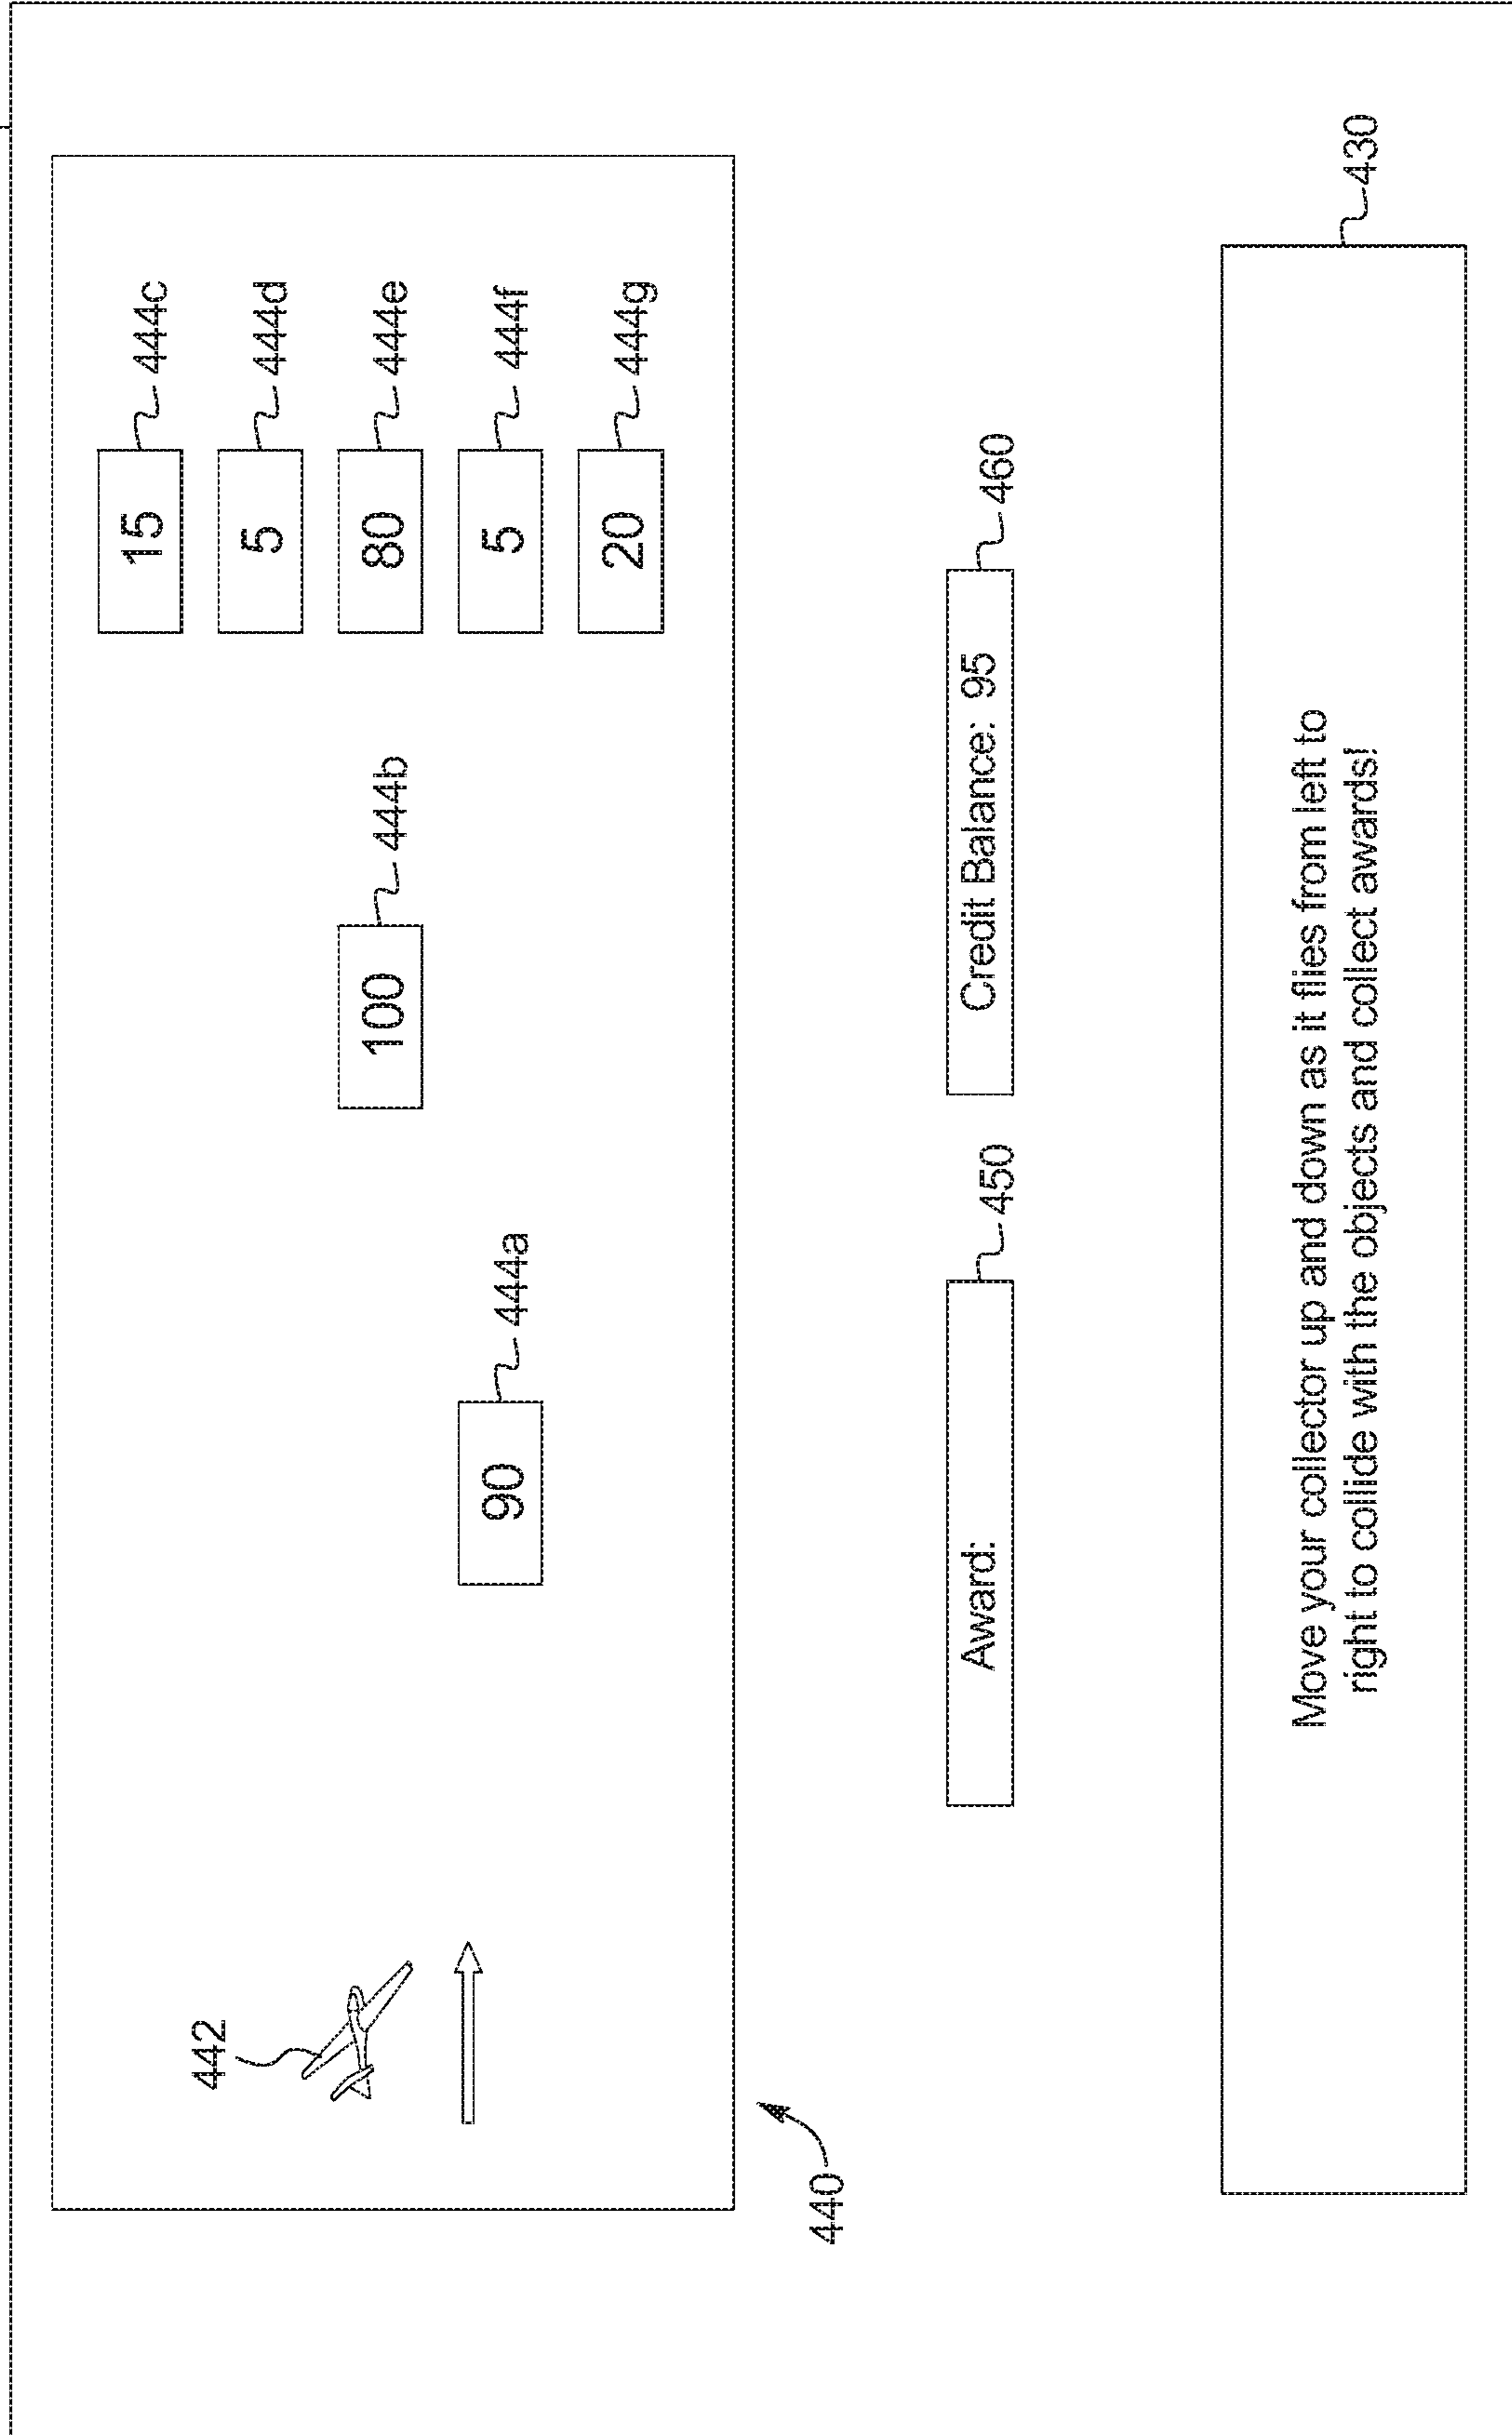 442
15
444c
5
444d
100
444b
80
444e
90
444a
5
444f
20
444g
440
Award:
450
Credit Balance: 95
460
Move your collector up and down as it flies from left to
right to collide with the objects and collect awards!
430